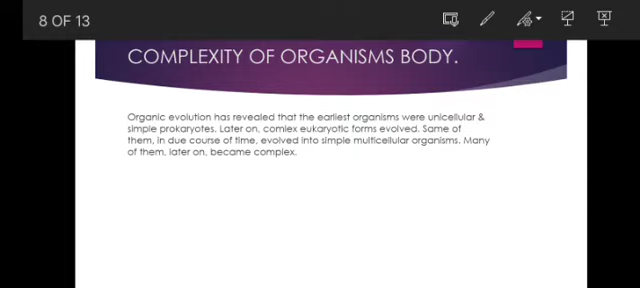 8 OF 13
COMPLEXITY OF ORGANISMS BODY.
Organic evolution has revealed that the earliest organisms were unicellular &
simple prokaryotes. Later on, comlex eukaryotic forms evolved. Same of
them, in due course of time, evolved into simple multicellular organisms. Many
of them, later on, became complex.